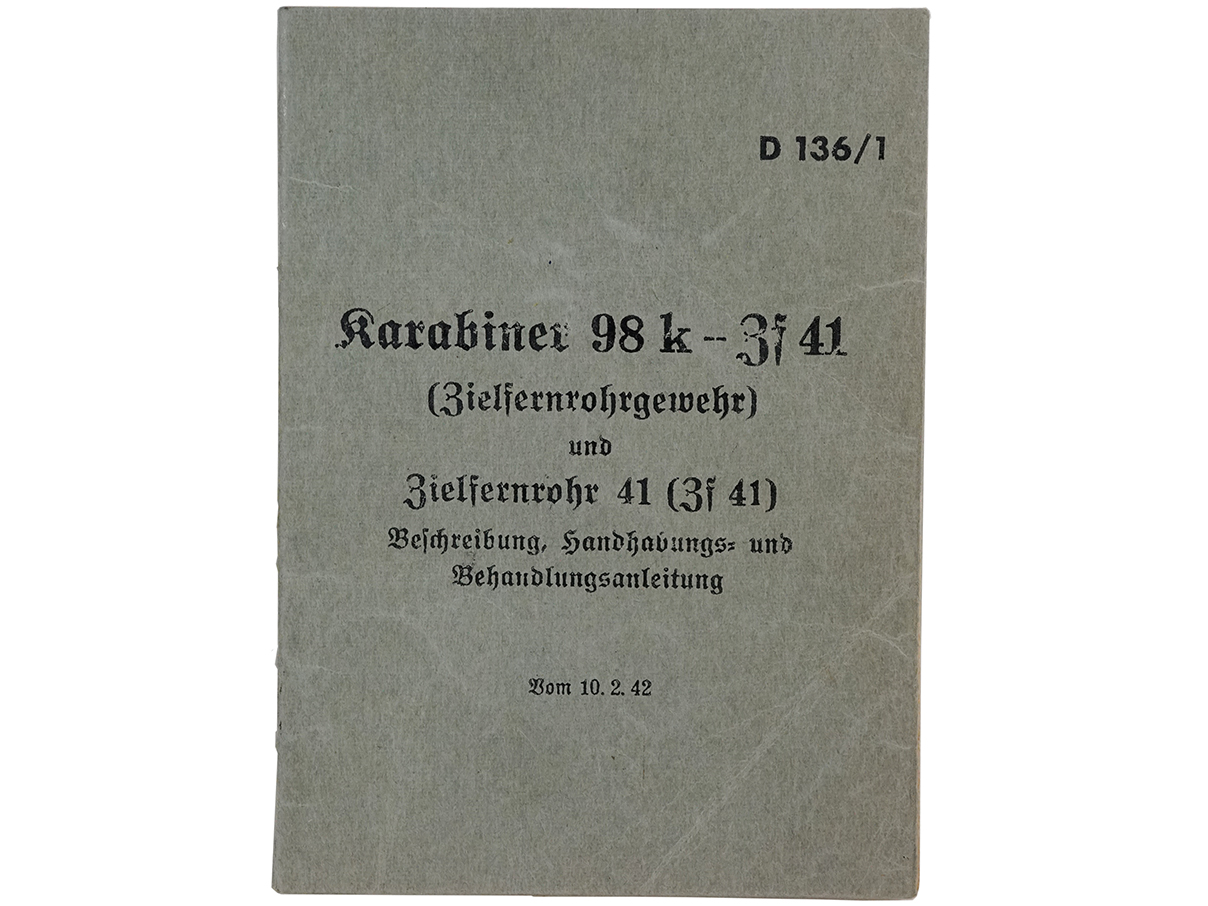 D 136/1
Karabiner 98 k - Zf 41
(Zielfernrohrgewehr)
und
Zielfernrohr 41 (Zf 41)
Beschreibung, Handhabungs- und
Behandlungsanleitung
Vom 10. 2. 42